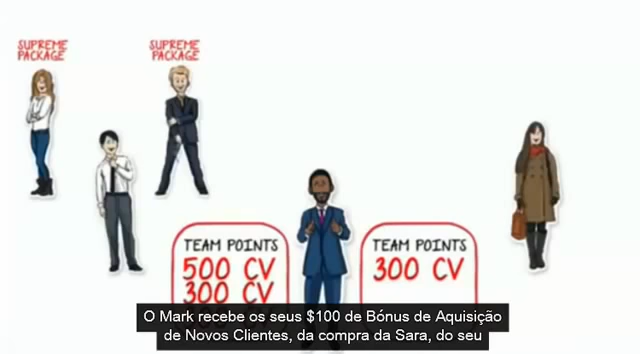 SUPREME
PACKAGE
SUPREME
PACKAGE
TEAM POINTS
500 CV
300 CV
TEAM POINTS
300 CV
O Mark recebe os seus $100 de Bónus de Aquisição
de Novos Clientes, da compra da Sara, do seu